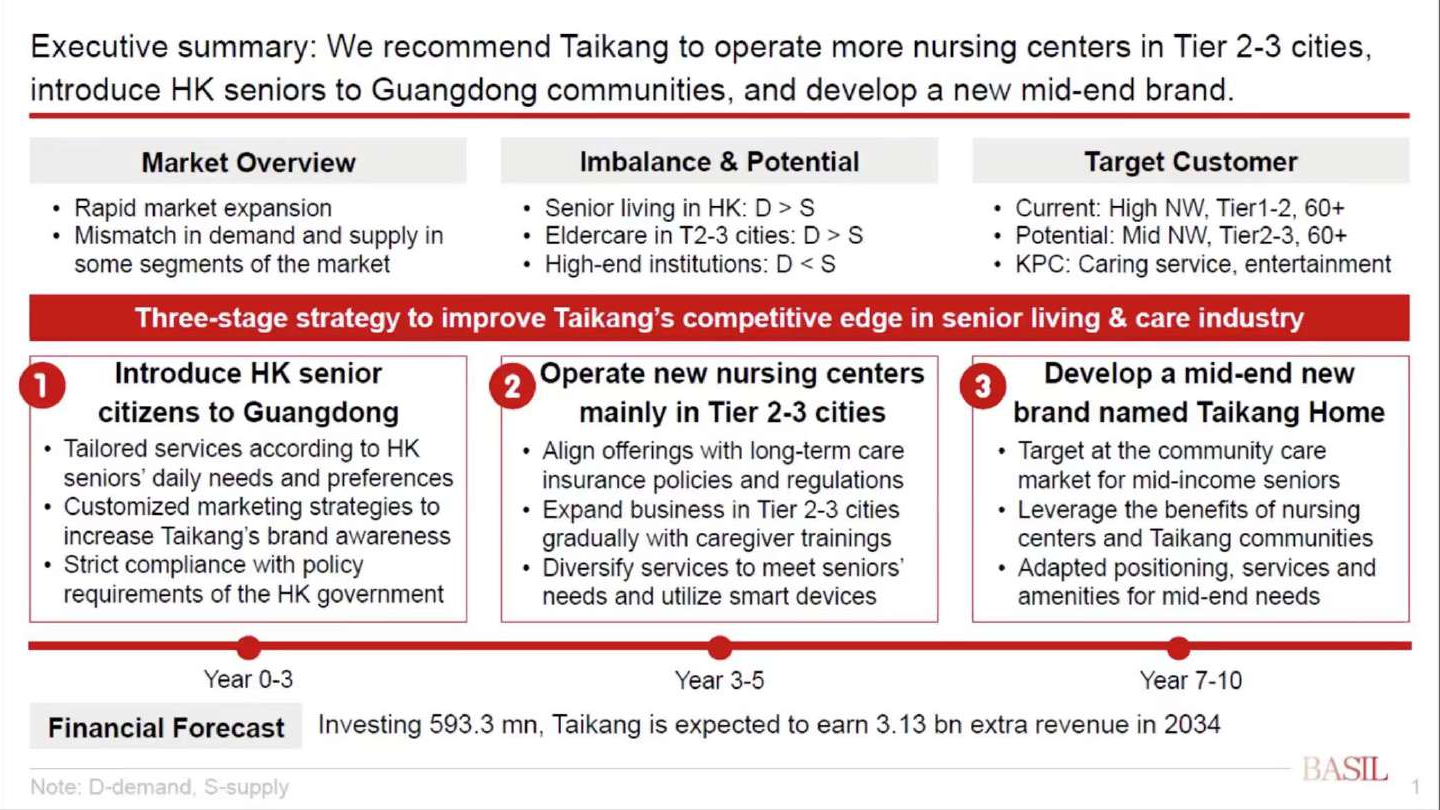 Executive summary: We recommend Taikang to operate more nursing centers in Tier 2-3 cities,
introduce HK seniors to Guangdong communities, and develop a new mid-end brand.
Market Overview
• Rapid market expansion
• Mismatch in demand and supply in
some segments of the market
Imbalance & Potential
• Senior living in HK: D > S
• Eldercare in T2-3 cities: D > S
• High-end institutions: D < S
Target Customer
• Current: High NW, Tier1-2, 60+
• Potential: Mid NW, Tier2-3, 60+
• KPC: Caring service, entertainment
Three-stage strategy to improve Taikang's competitive edge in senior living & care industry
1
Introduce HK senior
citizens to Guangdong
• Tailored services according to HK
seniors' daily needs and preferences
• Customized marketing strategies to
increase Taikang's brand awareness
• Strict compliance with policy
requirements of the HK government
2
Operate new nursing centers
mainly in Tier 2-3 cities
• Align offerings with long-term care
insurance policies and regulations
• Expand business in Tier 2-3 cities
gradually with caregiver trainings
• Diversify services to meet seniors'
needs and utilize smart devices
3
Develop a mid-end new
brand named Taikang Home
• Target at the community care
market for mid-income seniors
• Leverage the benefits of nursing
centers and Taikang communities
• Adapted positioning, services and
amenities for mid-end needs
Year 0-3
Year 3-5
Year 7-10
Financial Forecast
Investing 593.3 mn, Taikang is expected to earn 3.13 bn extra revenue in 2034
Note: D-demand, S-supply
BASIL
1